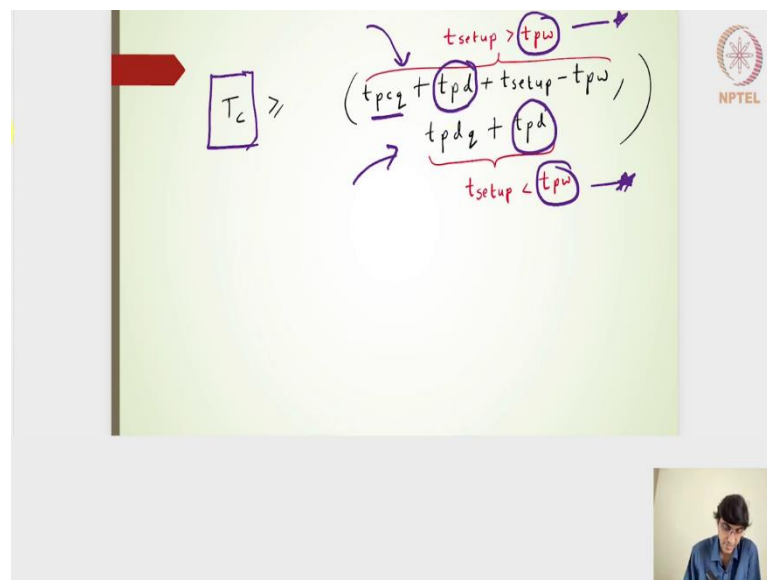 tsetup > tpw
Tc ≥ (tpcq + tpd + tsetup - tpw,
tpdq + tpd)
tsetup < tpw
NPTEL